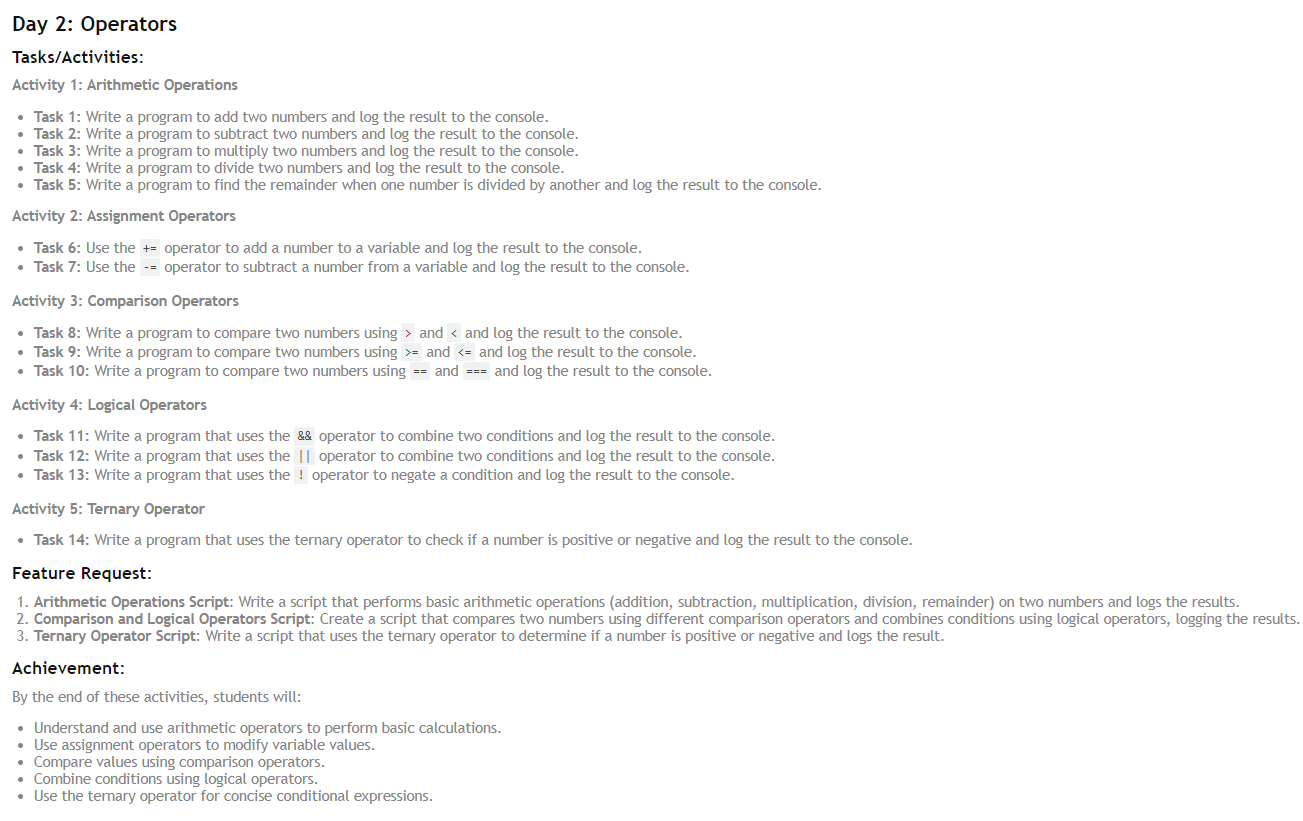 Day 2: Operators
Tasks/Activities:
Activity 1: Arithmetic Operations
• Task 1: Write a program to add two numbers and log the result to the console.
• Task 2: Write a program to subtract two numbers and log the result to the console.
• Task 3: Write a program to multiply two numbers and log the result to the console.
• Task 4: Write a program to divide two numbers and log the result to the console.
• Task 5: Write a program to find the remainder when one number is divided by another and log the result to the console.
Activity 2: Assignment Operators
• Task 6: Use the += operator to add a number to a variable and log the result to the console.
• Task 7: Use the -= operator to subtract a number from a variable and log the result to the console.
Activity 3: Comparison Operators
• Task 8: Write a program to compare two numbers using > and < and log the result to the console.
• Task 9: Write a program to compare two numbers using >= and <= and log the result to the console.
• Task 10: Write a program to compare two numbers using == and === and log the result to the console.
Activity 4: Logical Operators
• Task 11: Write a program that uses the && operator to combine two conditions and log the result to the console.
• Task 12: Write a program that uses the || operator to combine two conditions and log the result to the console.
• Task 13: Write a program that uses the ! operator to negate a condition and log the result to the console.
Activity 5: Ternary Operator
• Task 14: Write a program that uses the ternary operator to check if a number is positive or negative and log the result to the console.
Feature Request:
1. Arithmetic Operations Script: Write a script that performs basic arithmetic operations (addition, subtraction, multiplication, division, remainder) on two numbers and logs the results.
2. Comparison and Logical Operators Script: Create a script that compares two numbers using different comparison operators and combines conditions using logical operators, logging the results.
3. Ternary Operator Script: Write a script that uses the ternary operator to determine if a number is positive or negative and logs the result.
Achievement:
By the end of these activities, students will:
• Understand and use arithmetic operators to perform basic calculations.
• Use assignment operators to modify variable values.
• Compare values using comparison operators.
• Combine conditions using logical operators.
• Use the ternary operator for concise conditional expressions.